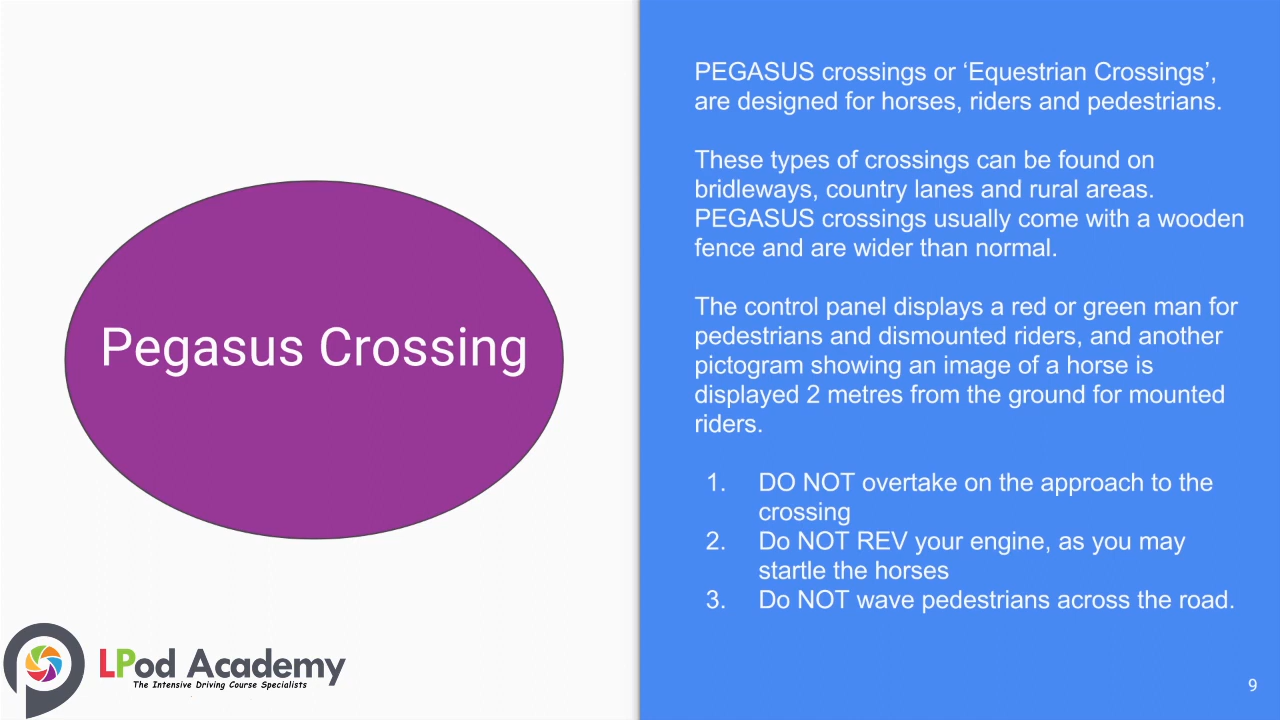 Pegasus Crossing
PEGASUS crossings or ‘Equestrian Crossings’,
are designed for horses, riders and pedestrians.
These types of crossings can be found on
bridleways, country lanes and rural areas.
PEGASUS crossings usually come with a wooden
fence and are wider than normal.
The control panel displays a red or green man for
pedestrians and dismounted riders, and another
pictogram showing an image of a horse is
displayed 2 metres from the ground for mounted
riders.
1. DO NOT overtake on the approach to the
crossing
2. Do NOT REV your engine, as you may
startle the horses
3. Do NOT wave pedestrians across the road.
LPod Academy
The Intensive Driving Course Specialists
9